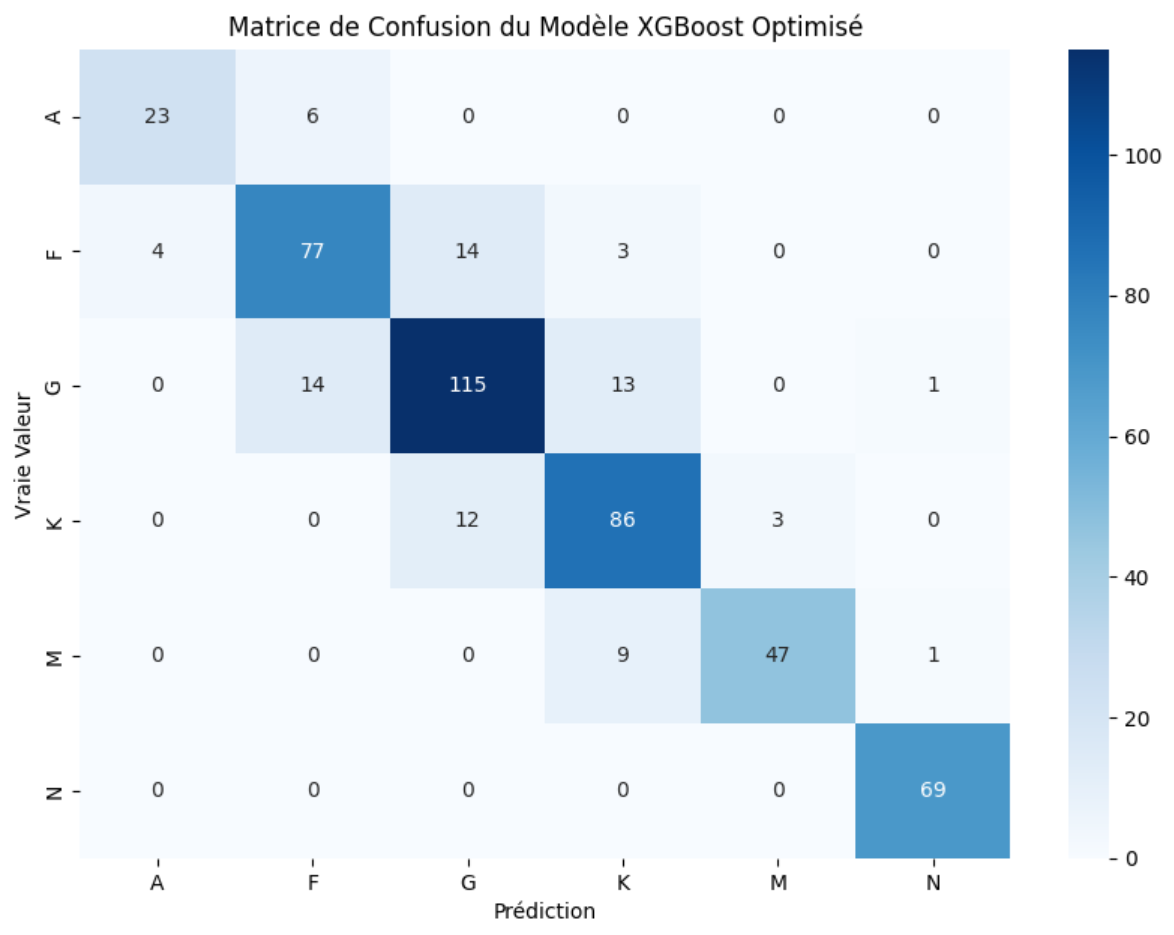 Matrice de Confusion du Modèle XGBoost Optimisé
A 23 6 0 0 0 0
F 4 77 14 3 0 0
G 0 14 115 13 0 1
K 0 0 12 86 3 0
M 0 0 0 9 47 1
N 0 0 0 0 0 69
A F G K M N
Prédiction
Vraie Valeur
100
80
60
40
20
0